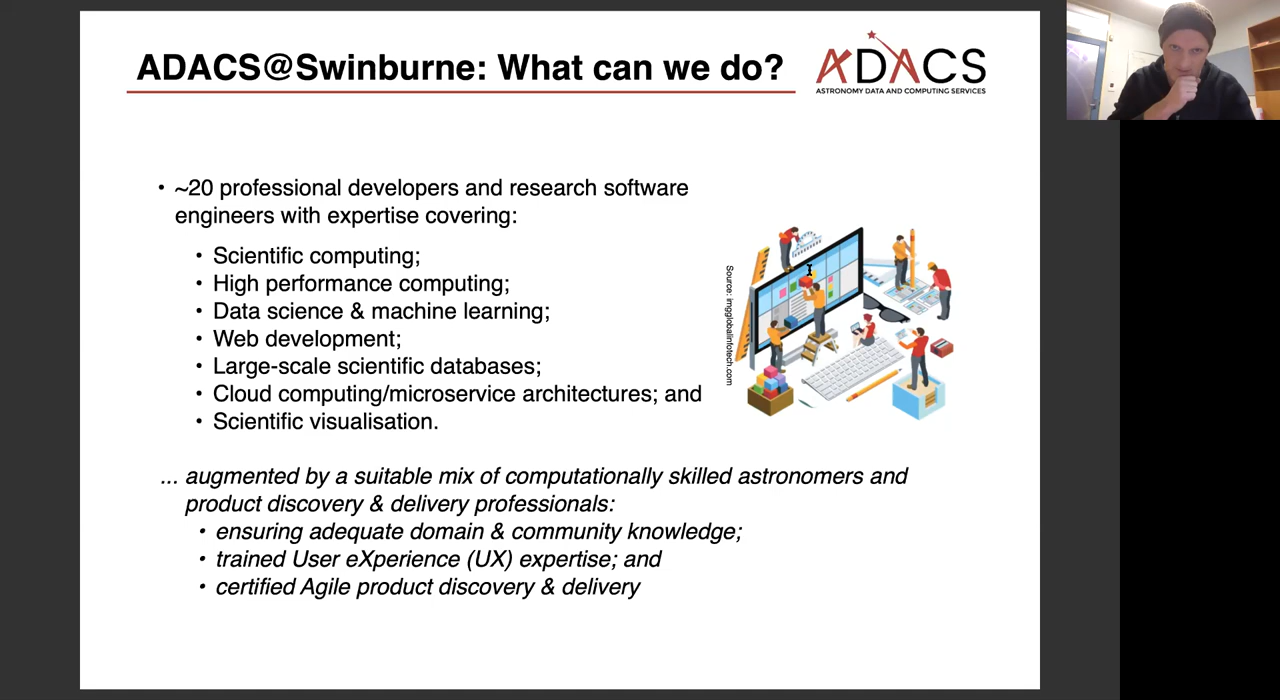 ADACS@Swinburne: What can we do?
ADACS
ASTRONOMY DATA AND COMPUTING SERVICES
• ~20 professional developers and research software
engineers with expertise covering:
• Scientific computing;
• High performance computing;
• Data science & machine learning;
• Web development;
• Large-scale scientific databases;
• Cloud computing/microservice architectures; and
• Scientific visualisation.
Source: imgglobalinfotech.com
... augmented by a suitable mix of computationally skilled astronomers and
product discovery & delivery professionals:
• ensuring adequate domain & community knowledge;
• trained User eXperience (UX) expertise; and
• certified Agile product discovery & delivery